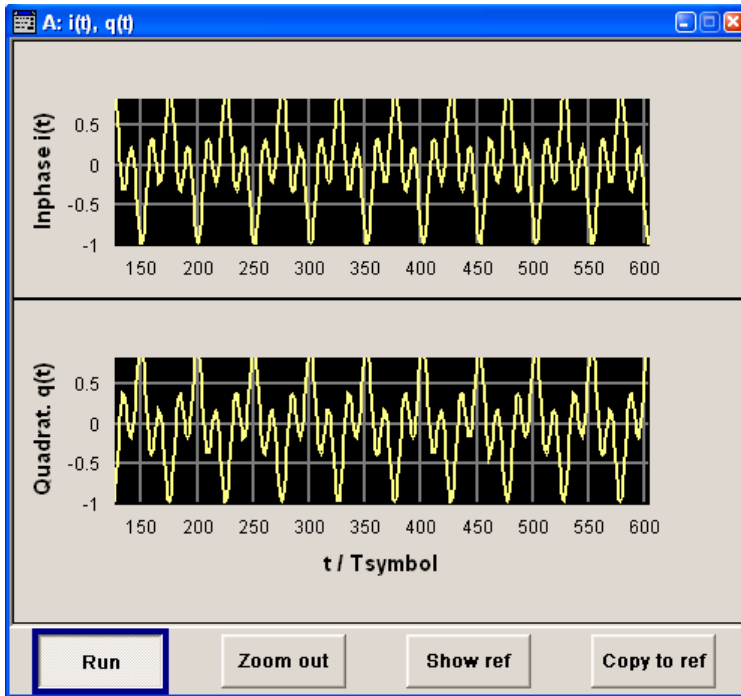 A: i(t), q(t)
Inphase i(t)
0.5
0
-0.5
-1
150 200 250 300 350 400 450 500 550 600
Quadrat. q(t)
0.5
0
-0.5
-1
150 200 250 300 350 400 450 500 550 600
t / Tsymbol
Run Zoom out Show ref Copy to ref